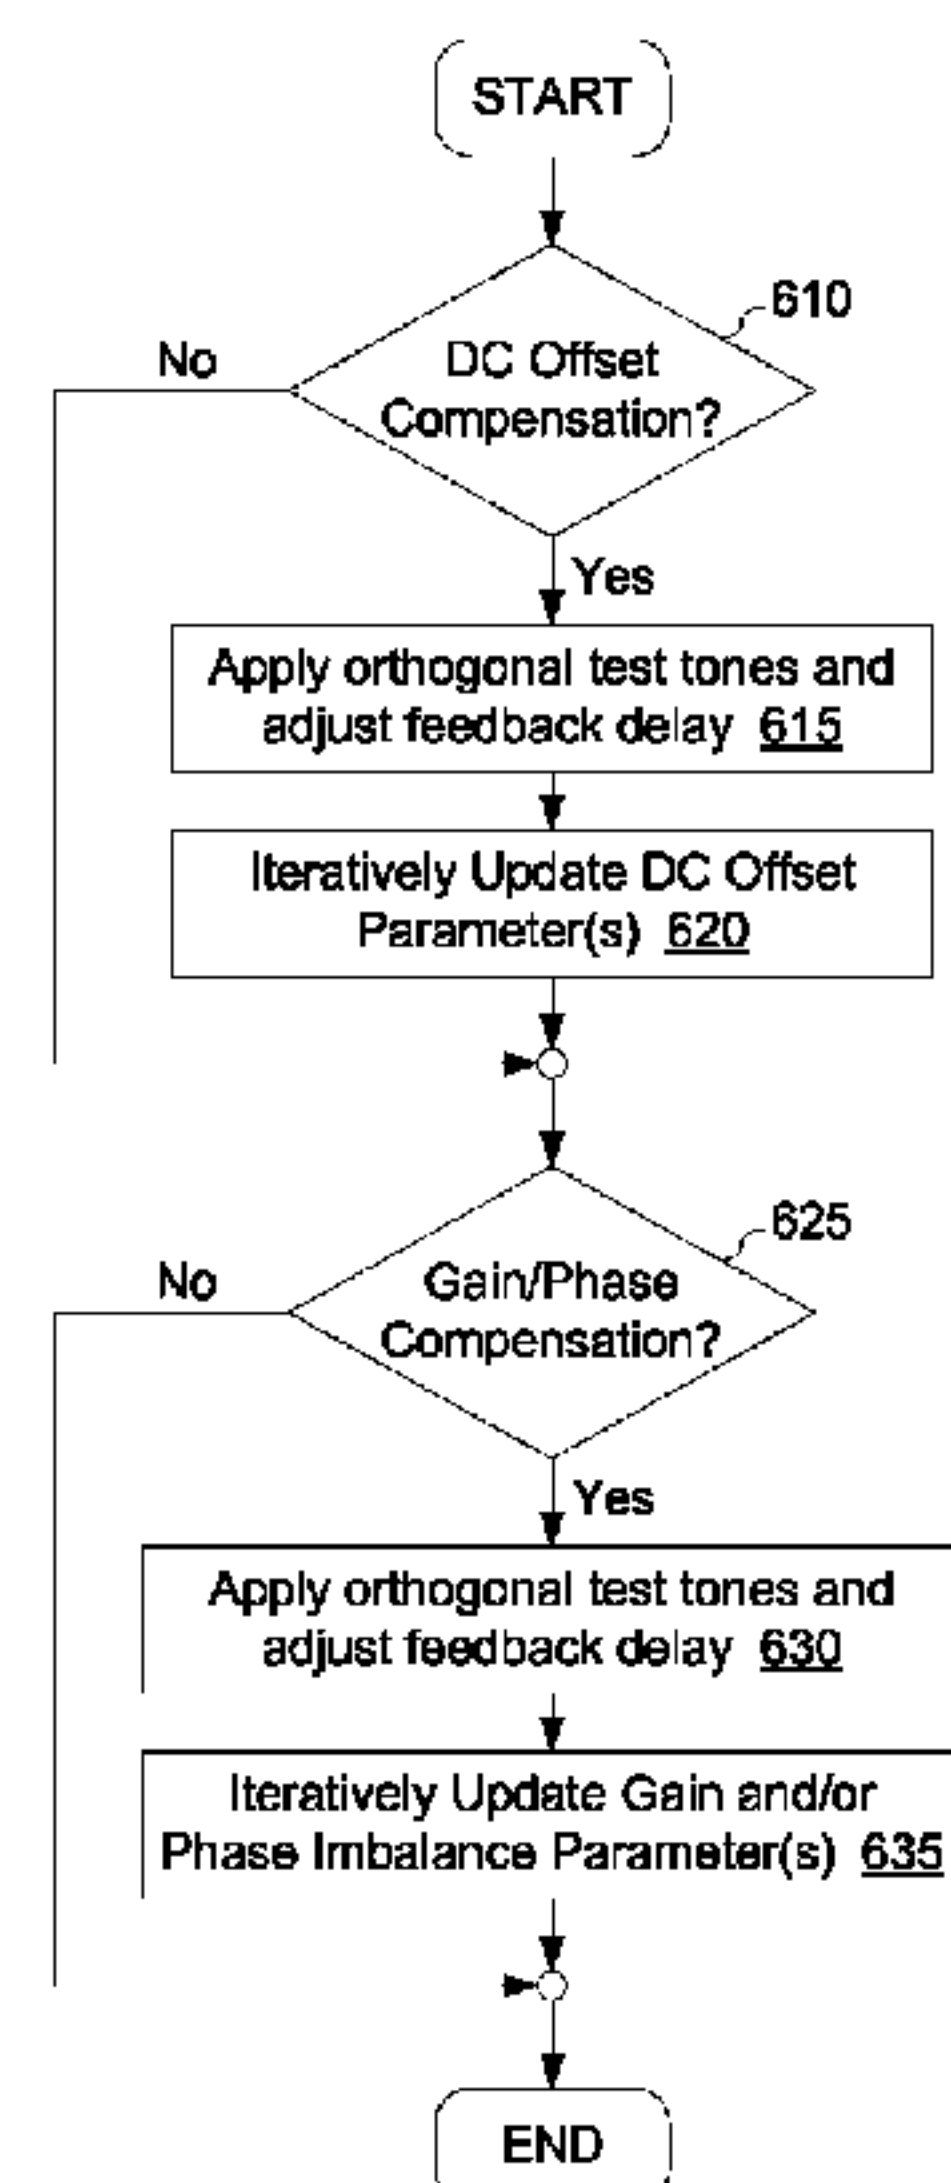 START
610
No
DC Offset
Compensation?
Yes
Apply orthogonal test tones and
adjust feedback delay 615
Iteratively Update DC Offset
Parameter(s) 620
625
No
Gain/Phase
Compensation?
Yes
Apply orthogonal test tones and
adjust feedback delay 630
Iteratively Update Gain and/or
Phase Imbalance Parameter(s) 635
END